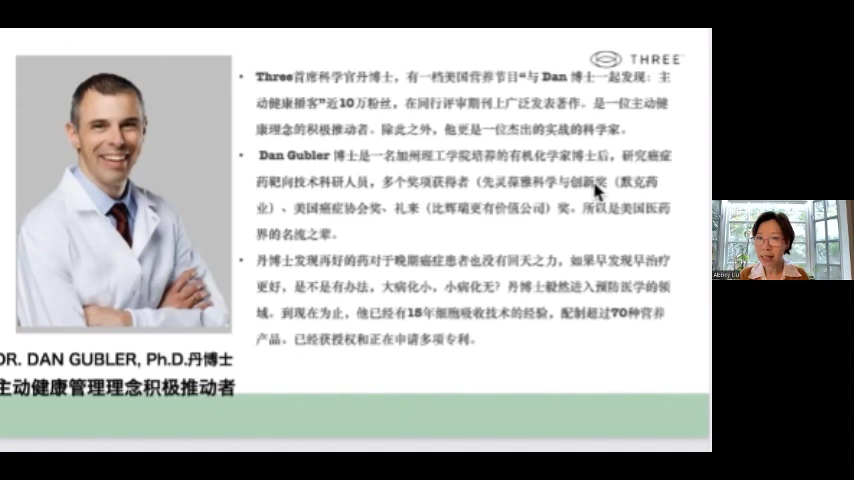 THREE
• Three首席科学官丹博士，有一档美国营养节目“与 Dan 博士一起发现：主
动健康播客”近10万粉丝，在同行评审期刊上广泛发表著作。是一位主动健
康理念的积极推动者。除此之外，他更是一位杰出的实战的科学家。
• Dan Gubler 博士是一名加州理工学院培养的有机化学家博士后，研究癌症
药靶向技术科研人员，多个奖项获得者（先灵葆雅科学与创新奖（默克药
业）、美国癌症协会奖、礼来（比辉瑞更有价值公司）奖。所以是美国医药
界的名流之辈。
• 丹博士发现再好的药对于晚期癌症患者也没有回天之力，如果早发现早治疗
更好，是不是有办法，大病化小，小病化无？丹博士毅然进入预防医学的领
域。到现在为止，他已经有15年细胞吸收技术的经验，配制超过70种营养
产品。已经获授权和正在申请多项专利。
DR. DAN GUBLER, Ph.D.丹博士
主动健康管理理念积极推动者
Abbey Liu